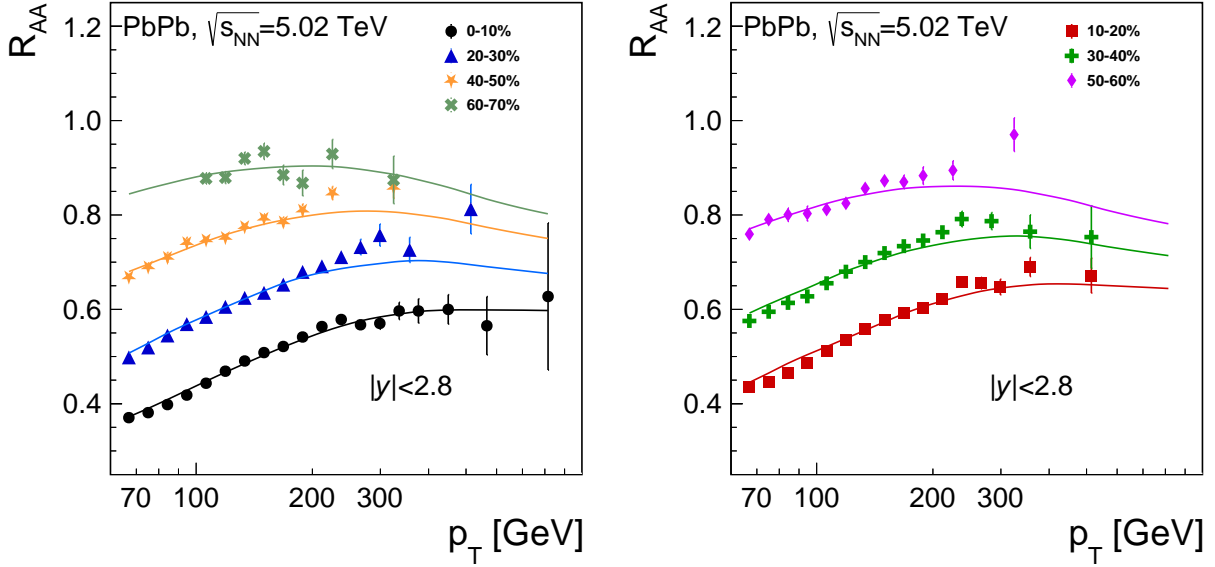 R_AA
PbPb, √s_NN=5.02 TeV
0-10%
20-30%
40-50%
60-70%
1.2
1.0
0.8
0.6
0.4
|y|<2.8
70 100 200 300
p_T [GeV]
R_AA
PbPb, √s_NN=5.02 TeV
10-20%
30-40%
50-60%
1.2
1.0
0.8
0.6
0.4
|y|<2.8
70 100 200 300
p_T [GeV]